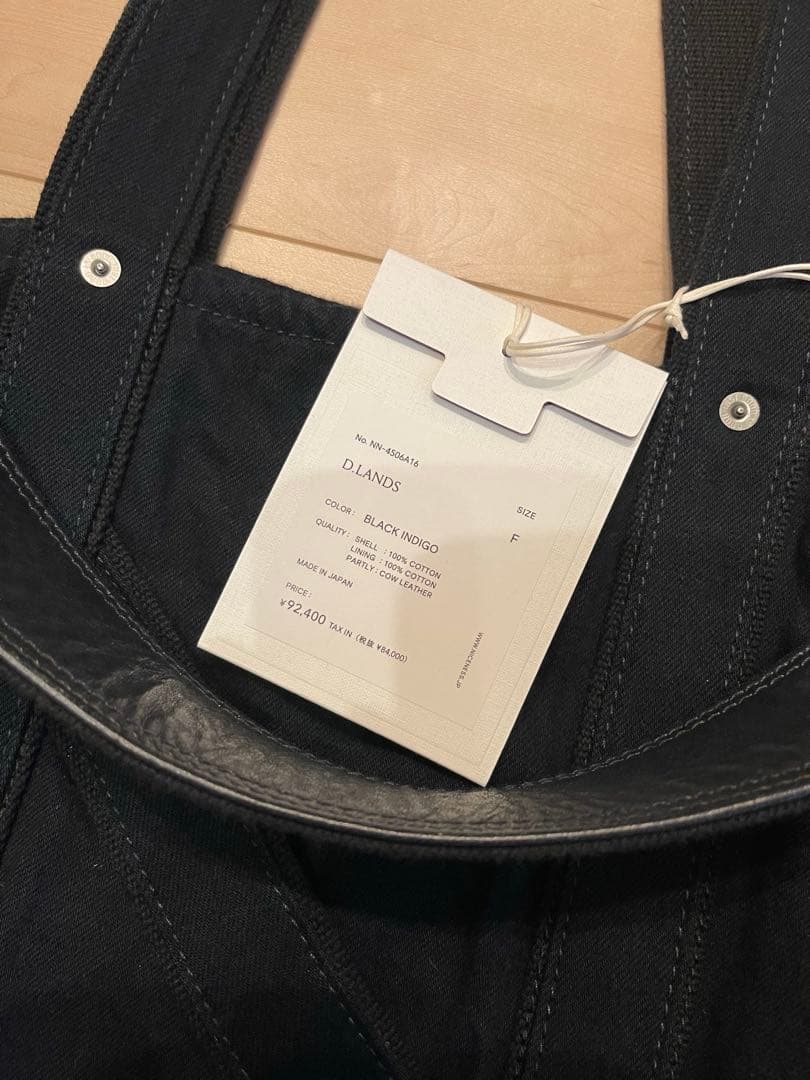 No. NN-4506A16
D.LANDS
SIZE
F
COLOR: BLACK INDIGO
QUALITY: SHELL : 100% COTTON
LINING : 100% COTTON
PARTLY : COW LEATHER
MADE IN JAPAN
PRICE:
¥92,400 TAX IN (税抜 ¥84,000)
WWW.NICENESS.JP